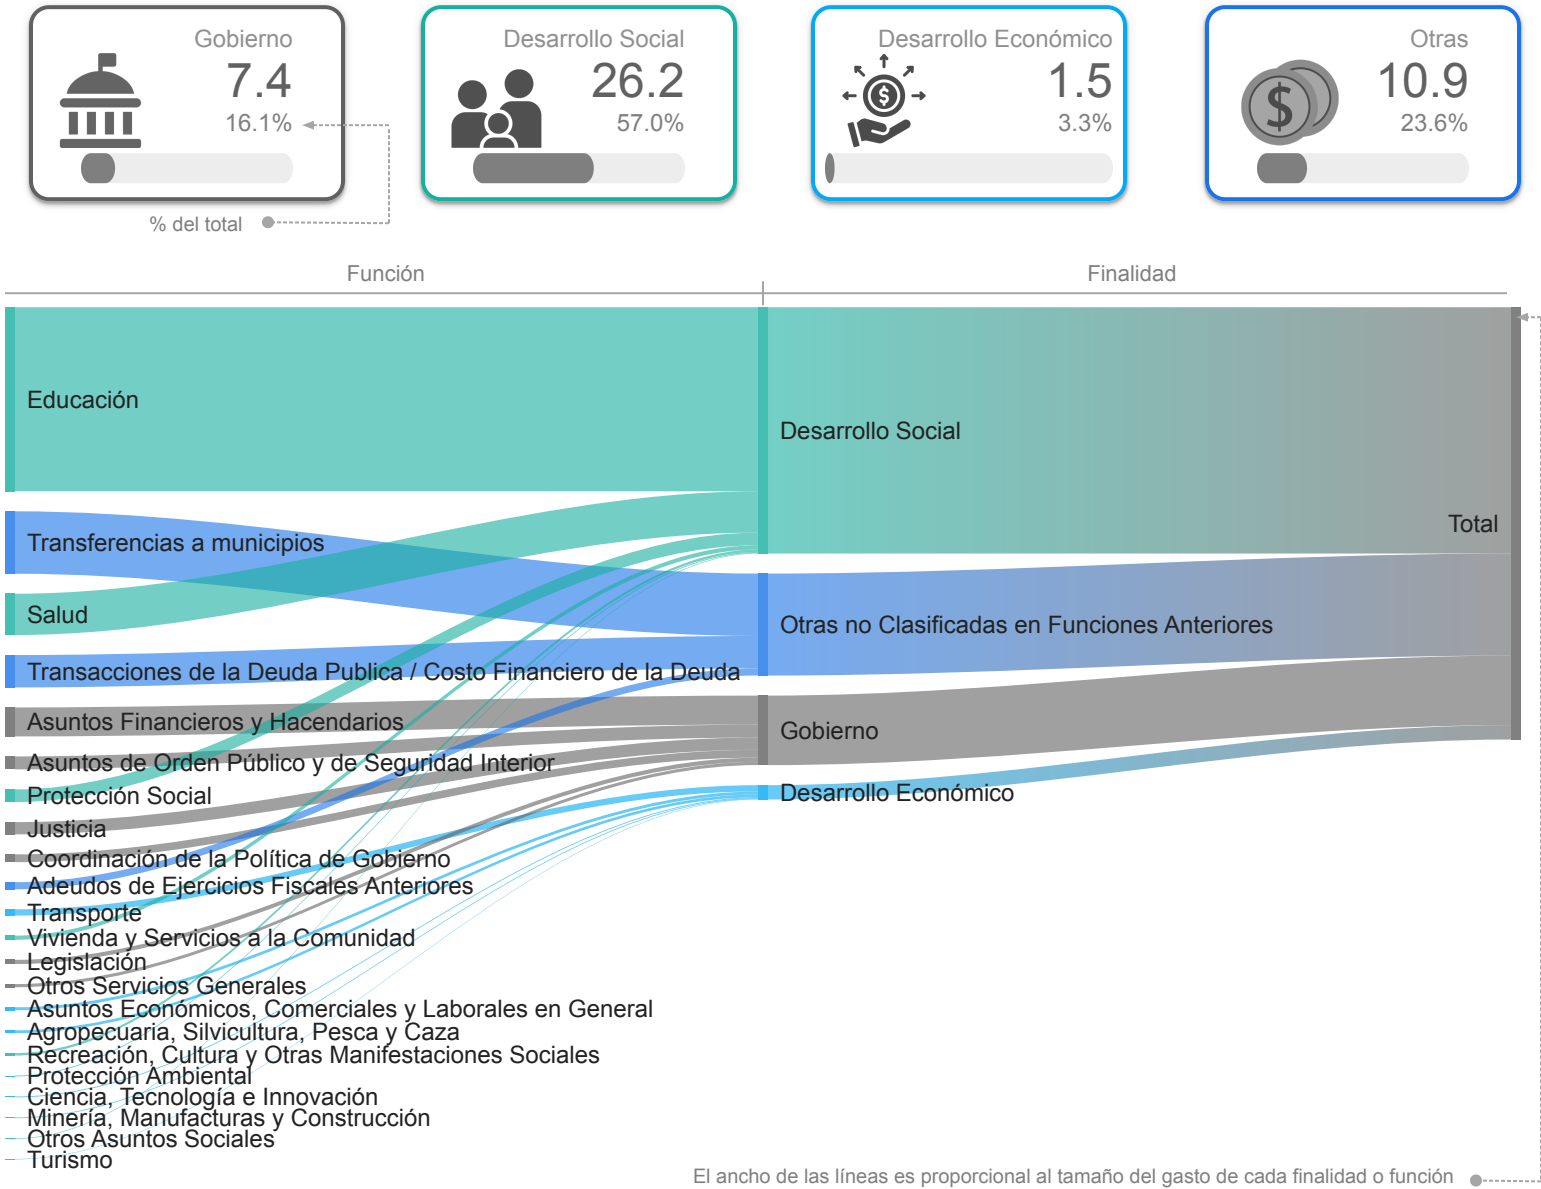 Gobierno
7.4
16.1%
Desarrollo Social
26.2
57.0%
Desarrollo Económico
1.5
3.3%
Otras
10.9
23.6%
% del total
Función
Finalidad
Educación
Desarrollo Social
Total
Transferencias a municipios
Salud
Otras no Clasificadas en Funciones Anteriores
Transacciones de la Deuda Publica / Costo Financiero de la Deuda
Asuntos Financieros y Hacendarios
Gobierno
Asuntos de Orden Público y de Seguridad Interior
Protección Social
Desarrollo Económico
Justicia
Coordinación de la Política de Gobierno
Adeudos de Ejercicios Fiscales Anteriores
Transporte
Vivienda y Servicios a la Comunidad
Legislación
Otros Servicios Generales
Asuntos Económicos, Comerciales y Laborales en General
Agropecuaria, Silvicultura, Pesca y Caza
Recreación, Cultura y Otras Manifestaciones Sociales
Protección Ambiental
Ciencia, Tecnología e Innovación
Minería, Manufacturas y Construcción
Otros Asuntos Sociales
Turismo
El ancho de las líneas es proporcional al tamaño del gasto de cada finalidad o función